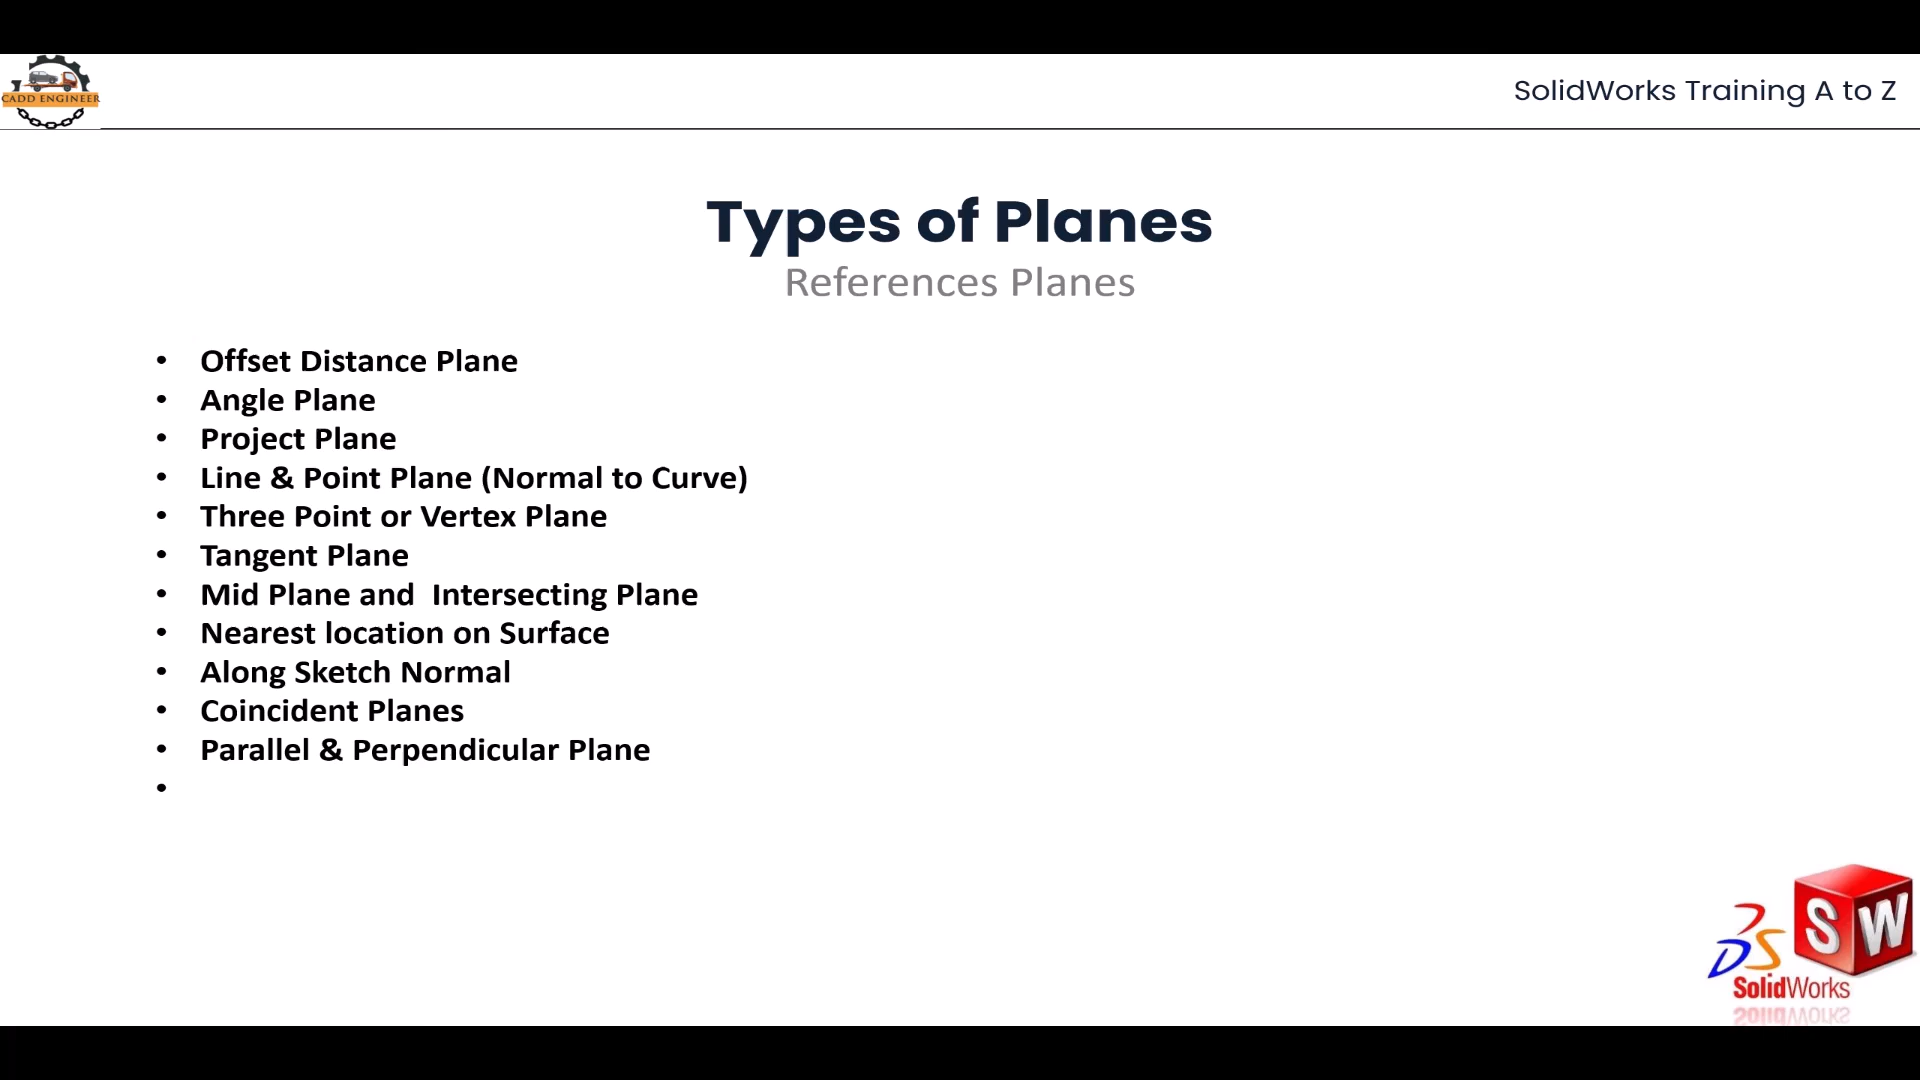 CADD ENGINEER
SolidWorks Training A to Z
Types of Planes
References Planes
• Offset Distance Plane
• Angle Plane
• Project Plane
• Line & Point Plane (Normal to Curve)
• Three Point or Vertex Plane
• Tangent Plane
• Mid Plane and  Intersecting Plane
• Nearest location on Surface
• Along Sketch Normal
• Coincident Planes
• Parallel & Perpendicular Plane
•
SW
DS
SolidWorks